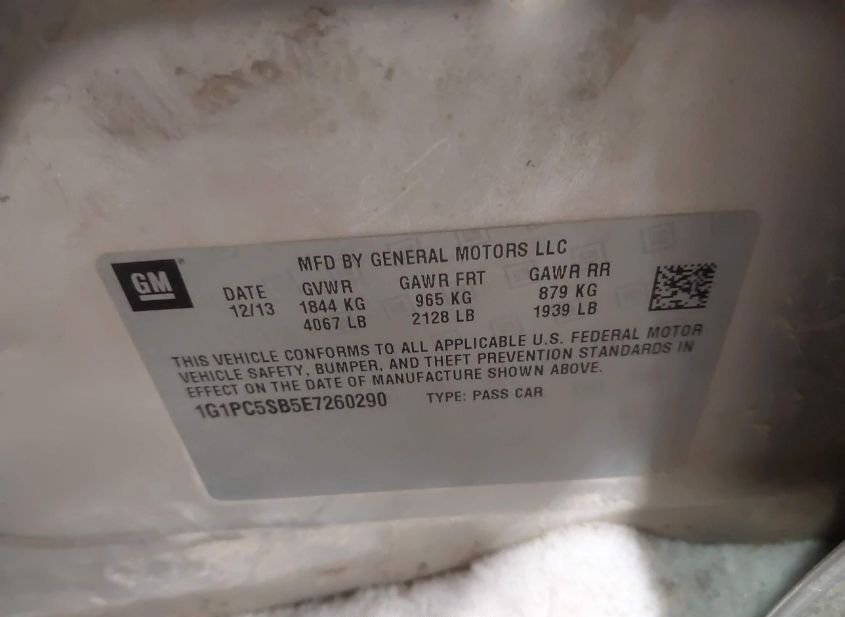 GM
MFD BY GENERAL MOTORS LLC
DATE GVWR GAWR FRT GAWR RR
12/13 1844 KG 965 KG 879 KG
4067 LB 2128 LB 1939 LB
THIS VEHICLE CONFORMS TO ALL APPLICABLE U.S. FEDERAL MOTOR
VEHICLE SAFETY, BUMPER, AND THEFT PREVENTION STANDARDS IN
EFFECT ON THE DATE OF MANUFACTURE SHOWN ABOVE.
1G1PC5SB5E7260290 TYPE: PASS CAR